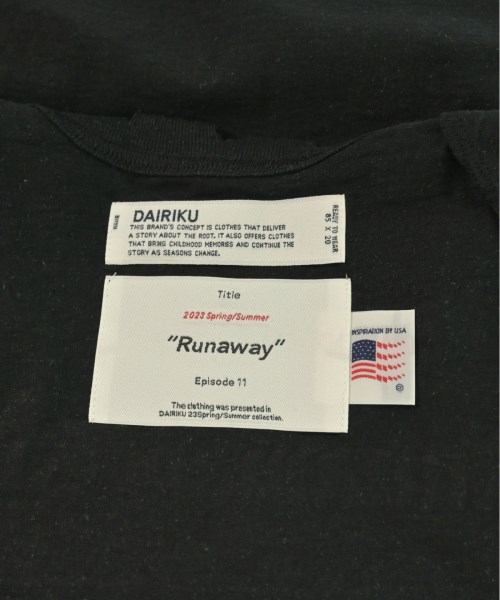 DAIRIKU
THIS BRAND'S CONCEPT IS CLOTHES THAT DELIVER
A STORY ABOUT THE ROOT. IT ALSO OFFERS CLOTHES
THAT BRING CHILDHOOD MEMORIES AND CONTINUE THE
STORY AS SEASONS CHANGE.
READY TO WEAR
85 X 20
Title
2023 Spring/Summer
"Runaway"
Episode 11
The clothing was presented in
DAIRIKU 23Spring/Summer collection.
INSPIRATION BY USA